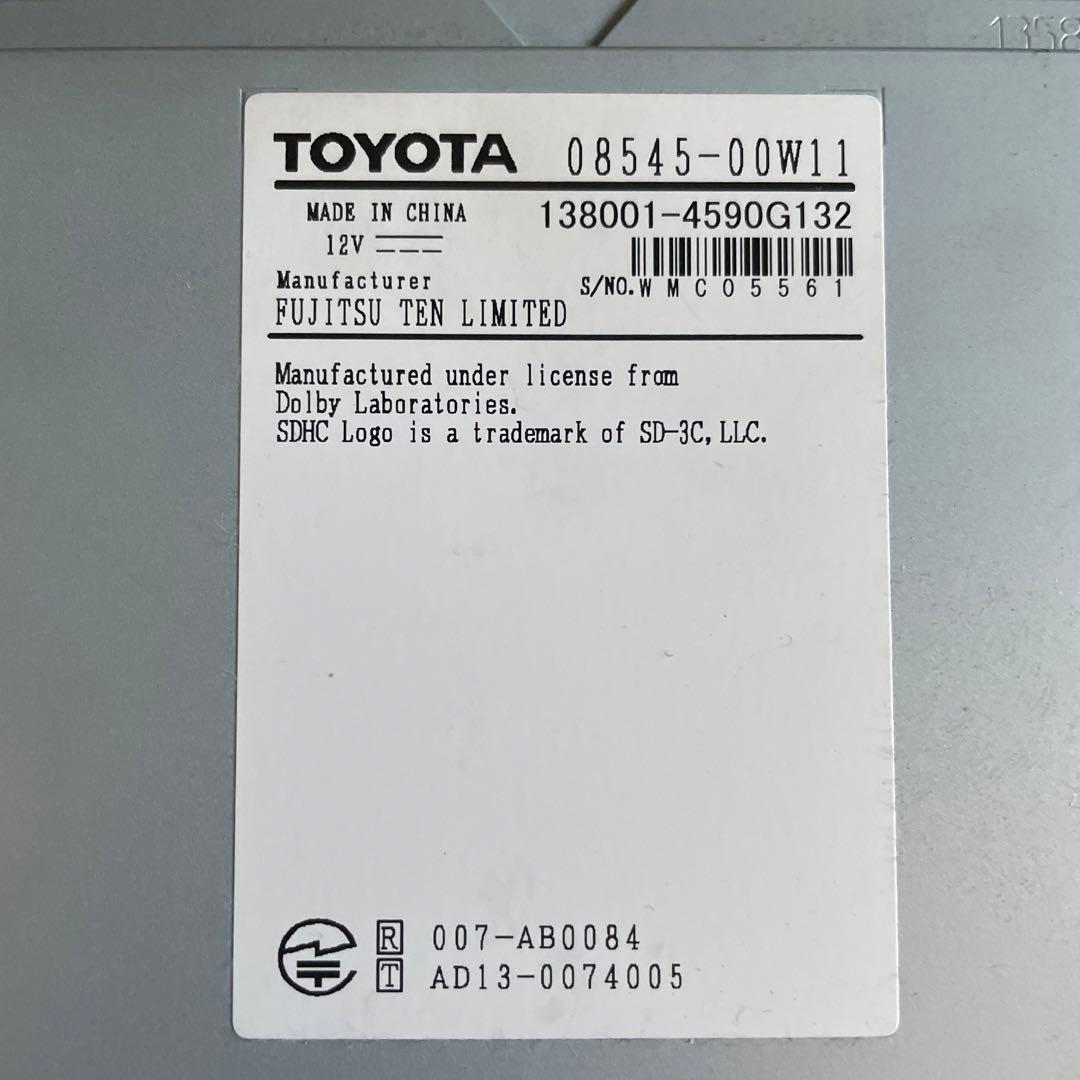 1358
TOYOTA 08545-00W11
MADE IN CHINA 138001-4590G132
12V
Manufacturer S/NO.WMC05561
FUJITSU TEN LIMITED
Manufactured under license from
Dolby Laboratories.
SDHC Logo is a trademark of SD-3C, LLC.
R 007-AB0084
T AD13-0074005